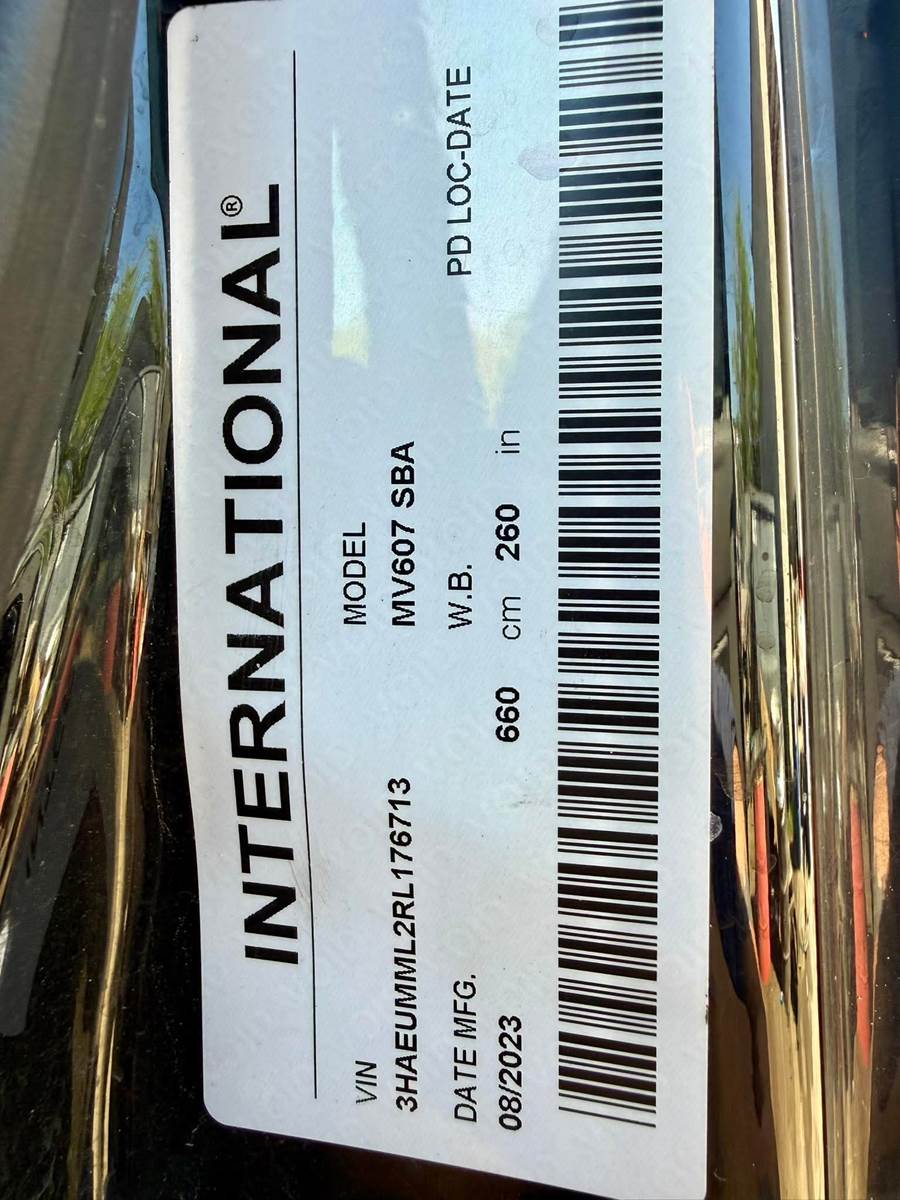 INTERNATIONAL®
VIN MODEL
3HAEUMML2RL176713 MV607 SBA
DATE MFG. W.B. PD LOC-DATE
08/2023 660 cm 260 in